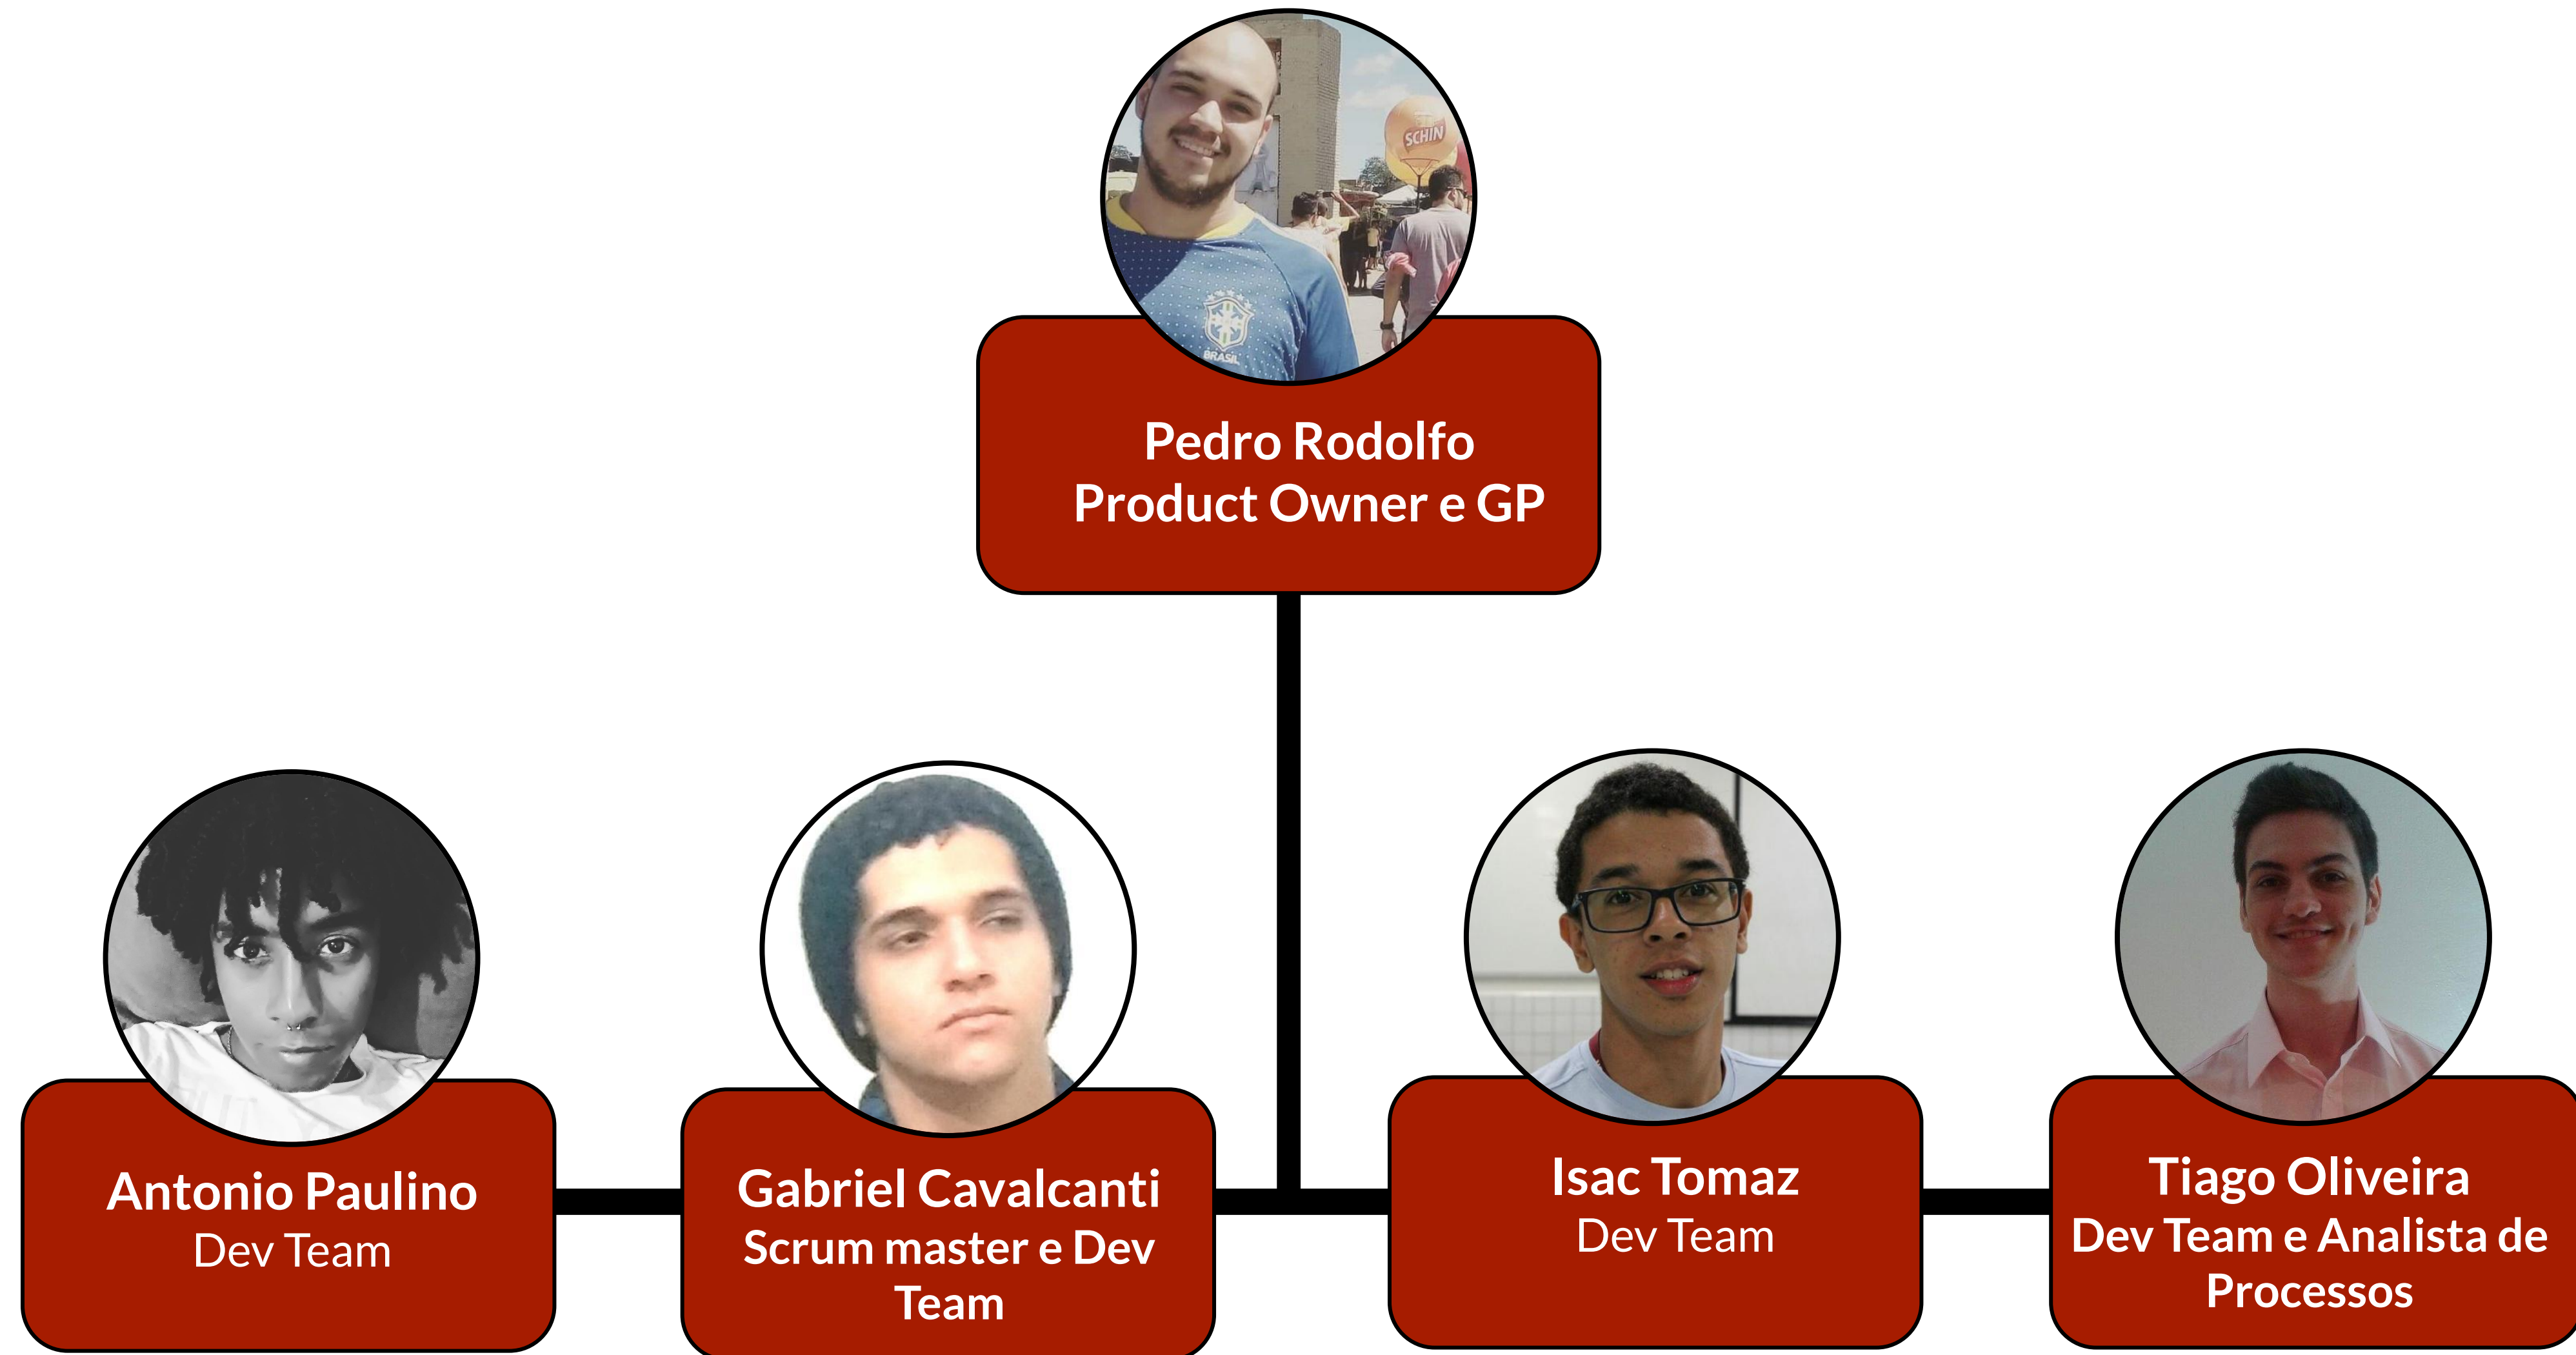 SCHIN
BRASIL
Pedro Rodolfo
Product Owner e GP
Antonio Paulino
Dev Team
Gabriel Cavalcanti
Scrum master e Dev
Team
Isac Tomaz
Dev Team
Tiago Oliveira
Dev Team e Analista de
Processos